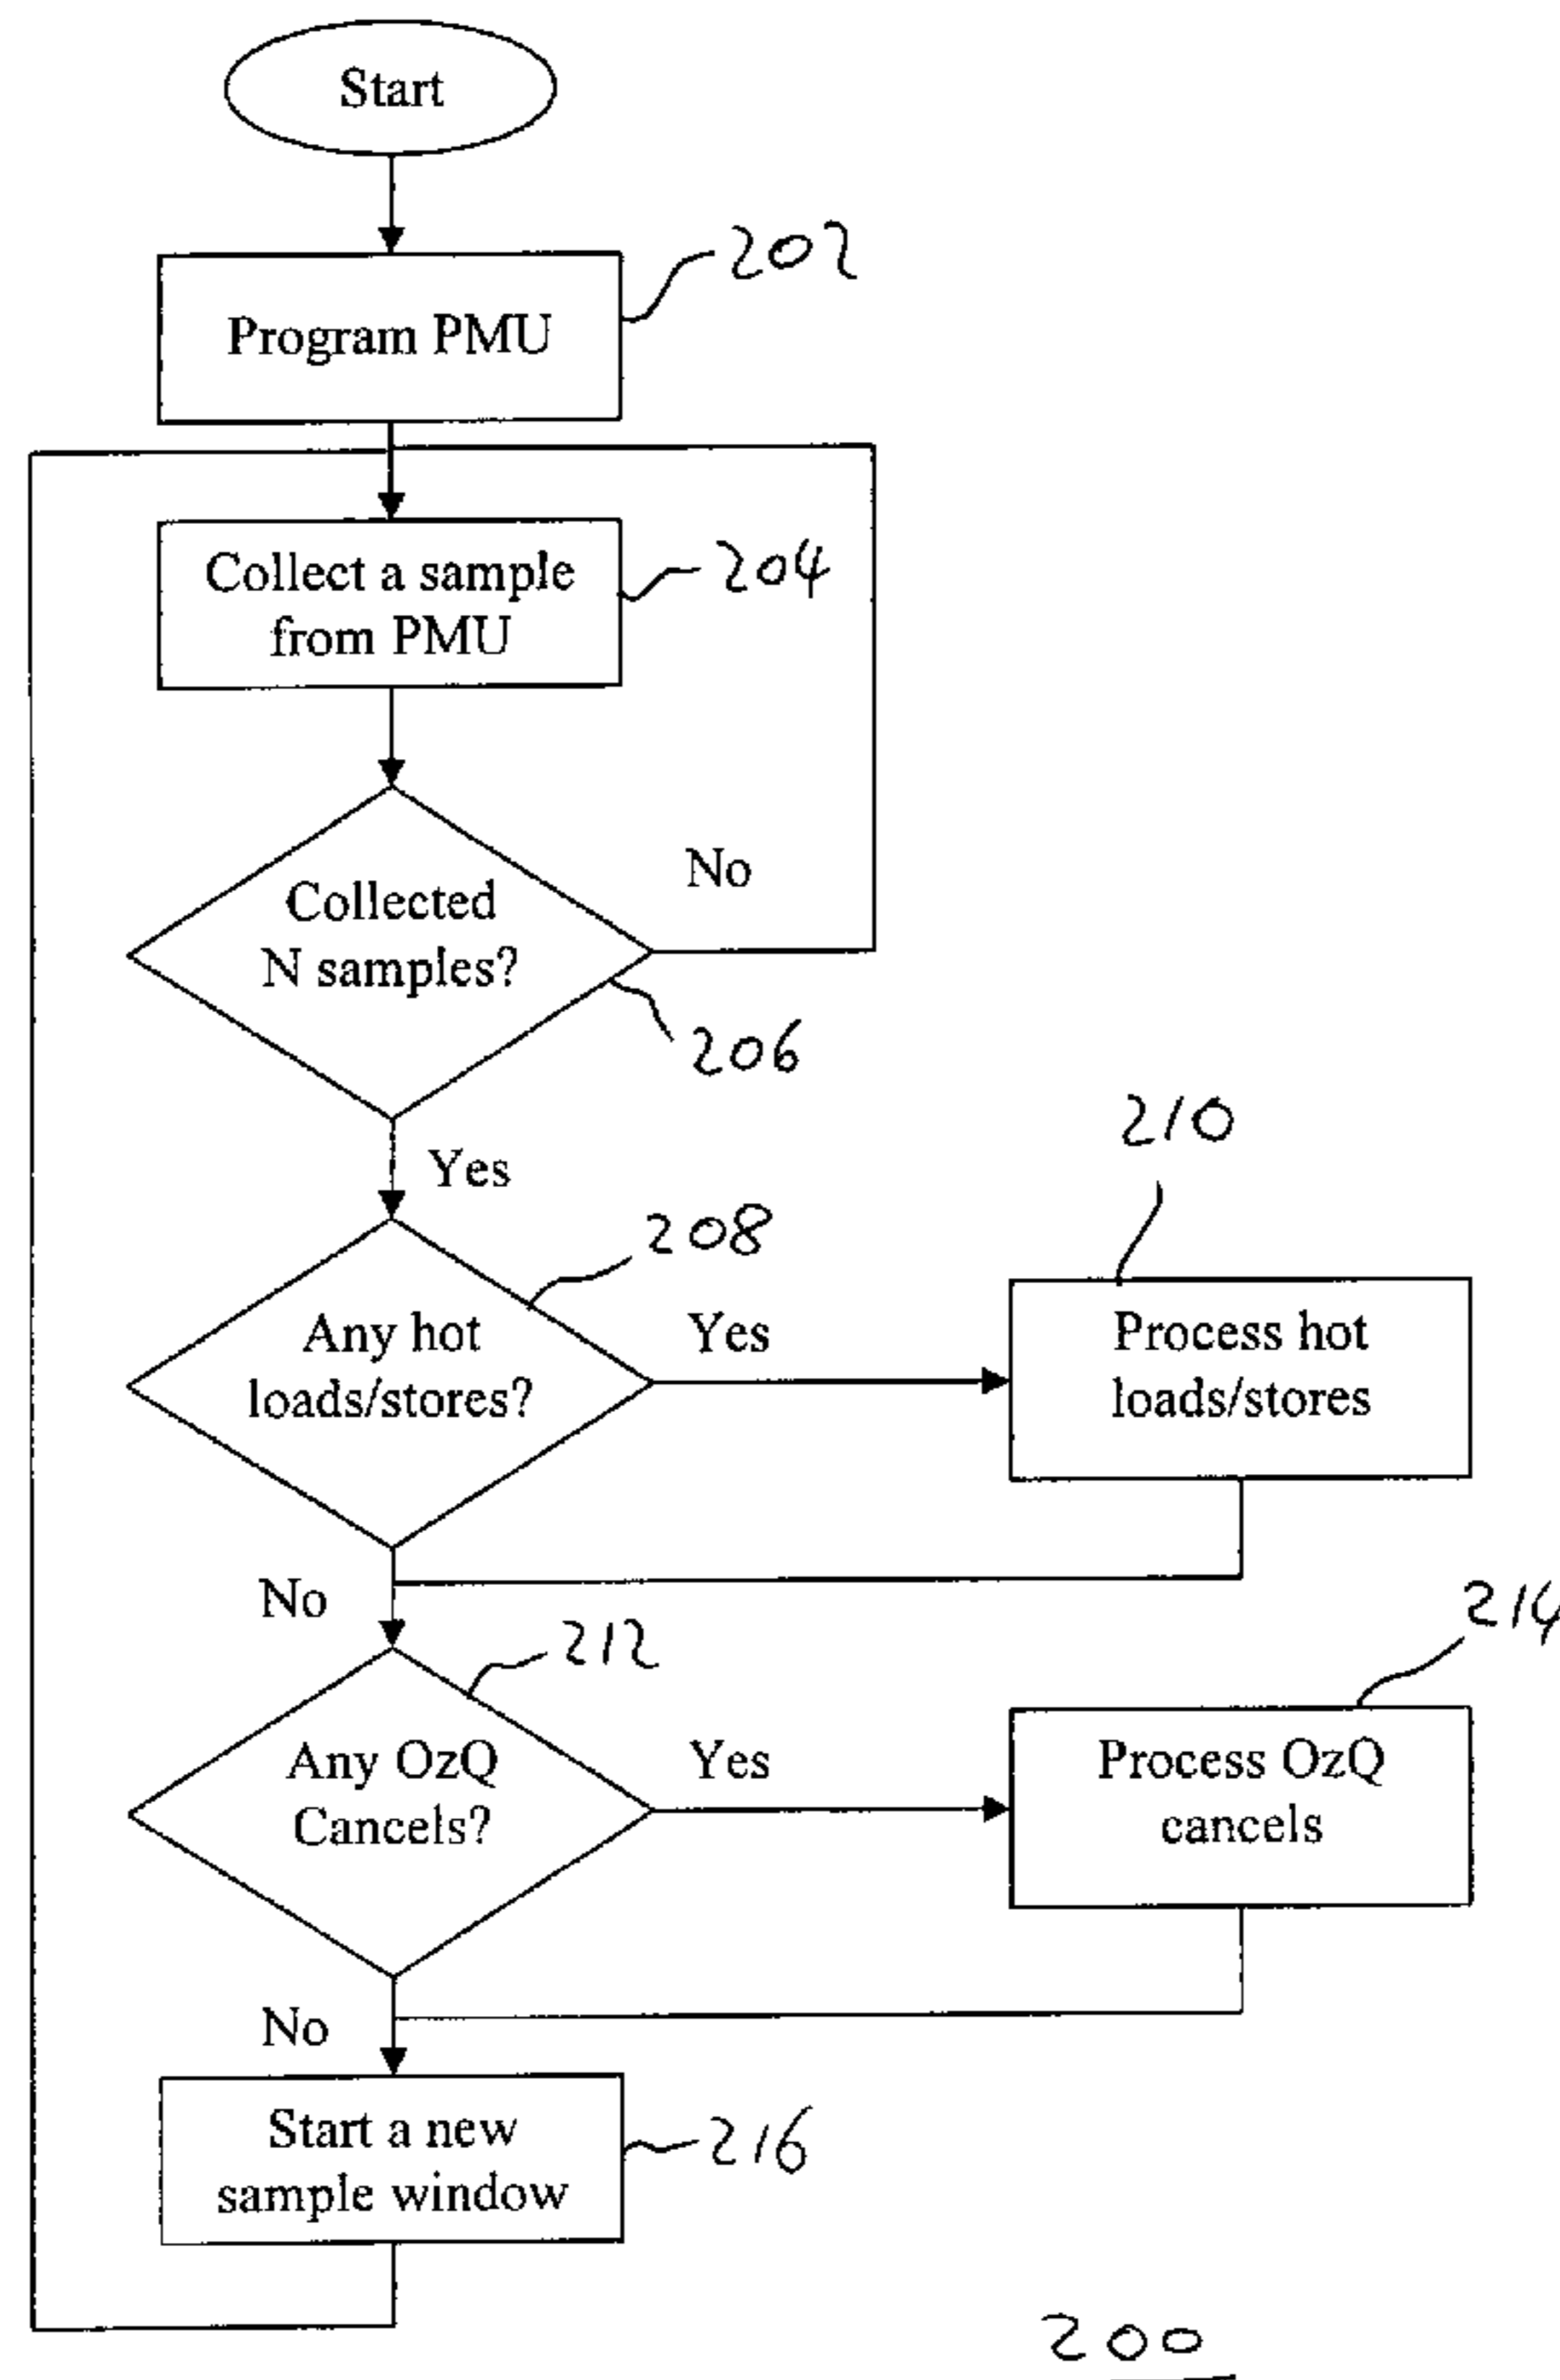 Start
202
Program PMU
Collect a sample
from PMU
204
Collected
N samples?
No
206
Yes
210
208
Any hot
loads/stores?
Yes
Process hot
loads/stores
No
212
214
Any OzQ
Cancels?
Yes
Process OzQ
cancels
No
Start a new
sample window
216
200